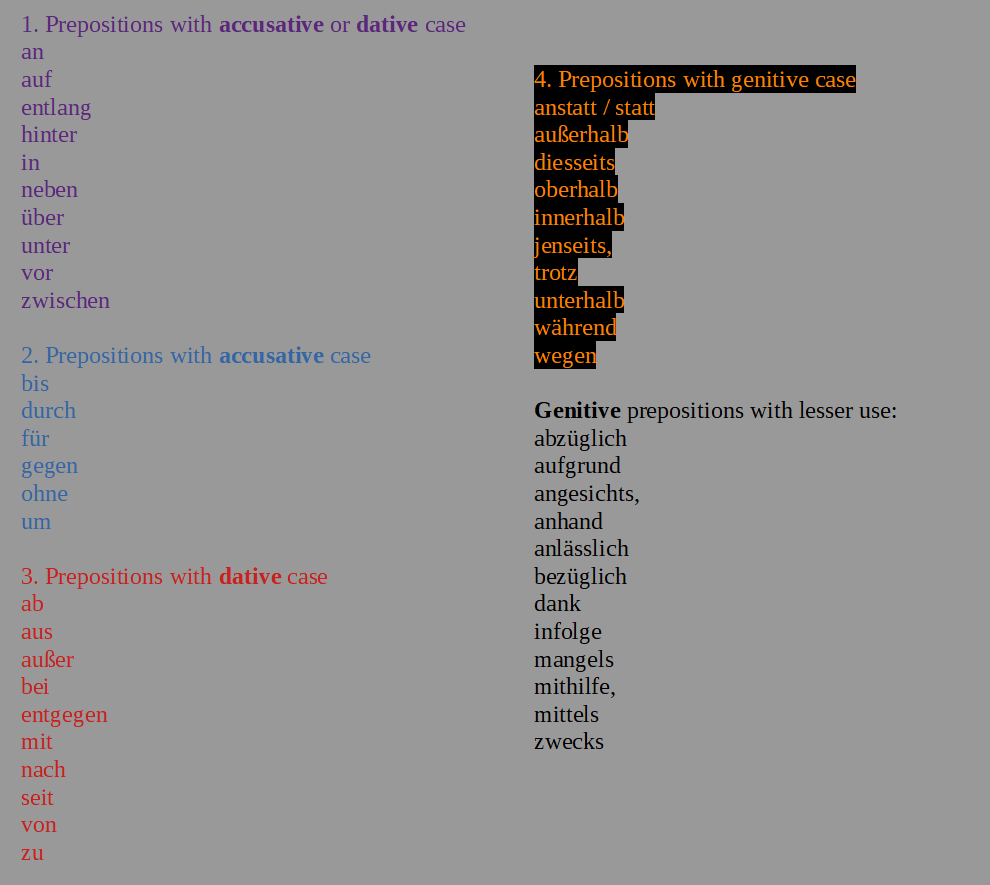 1. Prepositions with accusative or dative case
an
auf
entlang
hinter
in
neben
über
unter
vor
zwischen
2. Prepositions with accusative case
bis
durch
für
gegen
ohne
um
3. Prepositions with dative case
ab
aus
außer
bei
entgegen
mit
nach
seit
von
zu
4. Prepositions with genitive case
anstatt / statt
außerhalb
diesseits
oberhalb
innerhalb
jenseits,
trotz
unterhalb
während
wegen
Genitive prepositions with lesser use:
abzüglich
aufgrund
angesichts,
anhand
anlässlich
bezüglich
dank
infolge
mangels
mithilfe,
mittels
zwecks